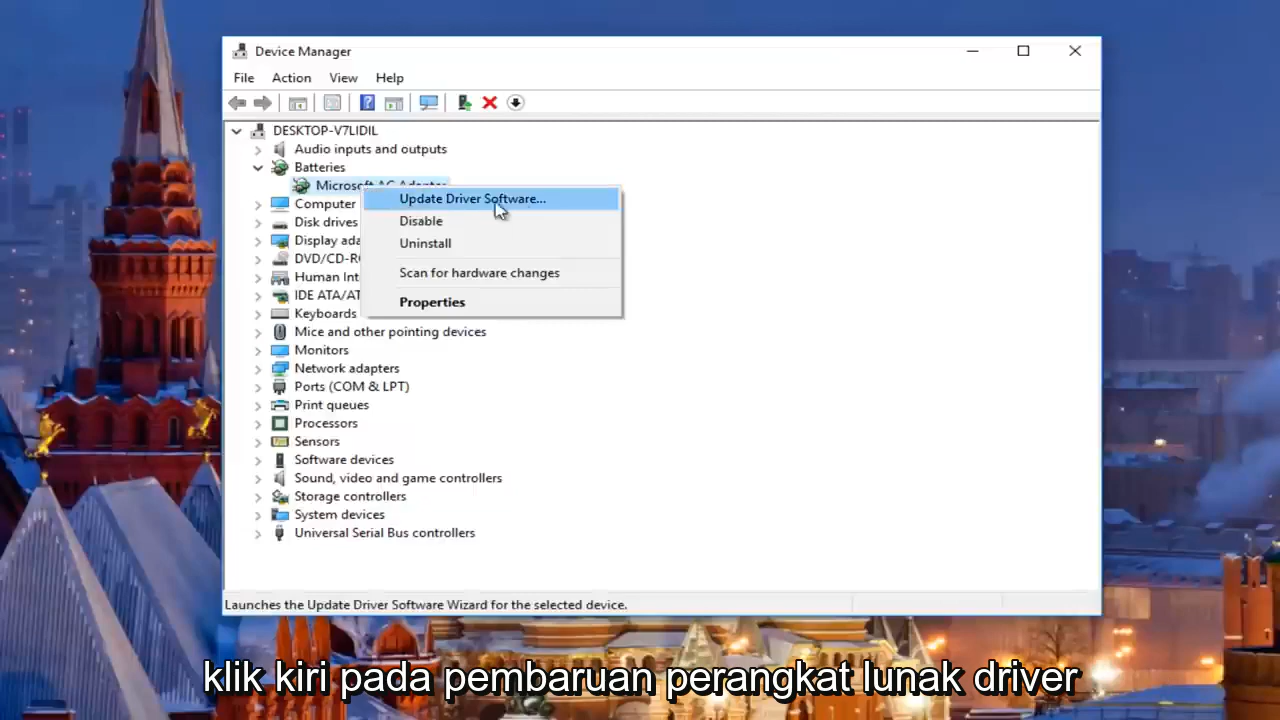 Device Manager
File Action View Help
DESKTOP-V7LIDIL
Audio inputs and outputs
Batteries
Microsoft AC Adapter
Update Driver Software...
Computer
Disable
Disk drives
Display ada
Uninstall
DVD/CD-R
Scan for hardware changes
Human Int
IDE ATA/AT
Properties
Keyboards
Mice and other pointing devices
Monitors
Network adapters
Ports (COM & LPT)
Print queues
Processors
Sensors
Software devices
Sound, video and game controllers
Storage controllers
System devices
Universal Serial Bus controllers
Launches the Update Driver Software Wizard for the selected device.
klik kiri pada pembaruan perangkat lunak driver